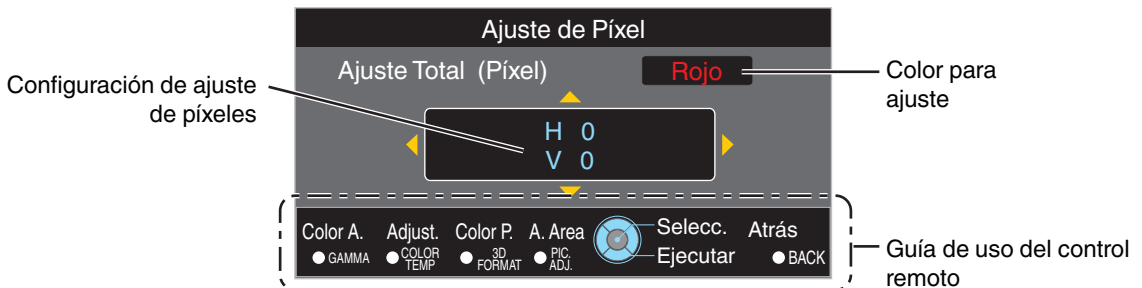 Ajuste de Píxel
Ajuste Total (Píxel) Rojo
Configuración de ajuste
de píxeles
Color para
ajuste
H 0
V 0
Color A. Adjust. Color P. A. Area Selecc. Atrás
GAMMA COLOR TEMP 3D FORMAT PIC. ADJ. Ejecutar BACK
Guía de uso del control
remoto